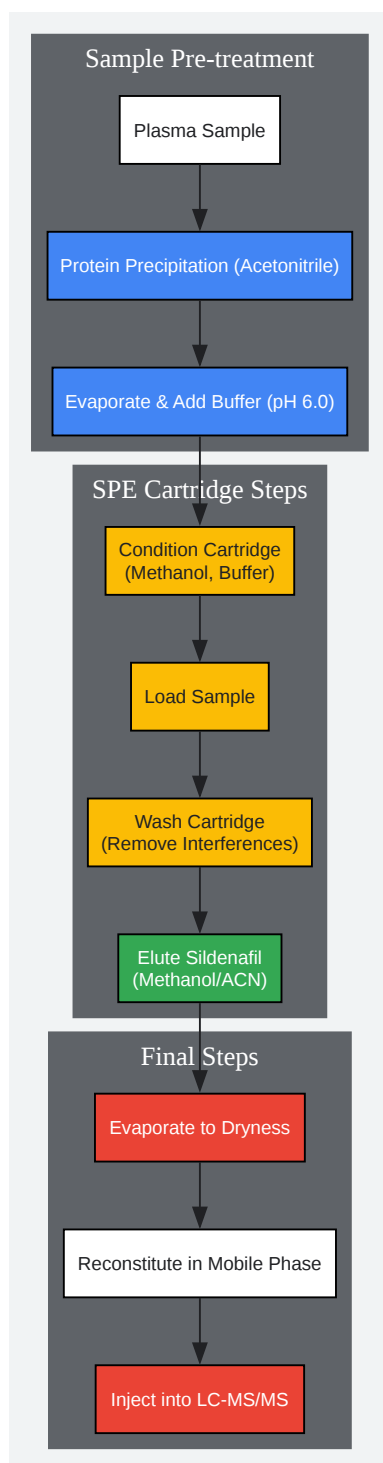 Sample Pre-treatment
Plasma Sample
Protein Precipitation (Acetonitrile)
Evaporate & Add Buffer (pH 6.0)
SPE Cartridge Steps
Condition Cartridge
(Methanol, Buffer)
Load Sample
Wash Cartridge
(Remove Interferences)
Elute Sildenafil
(Methanol/ACN)
Final Steps
Evaporate to Dryness
Reconstitute in Mobile Phase
Inject into LC-MS/MS